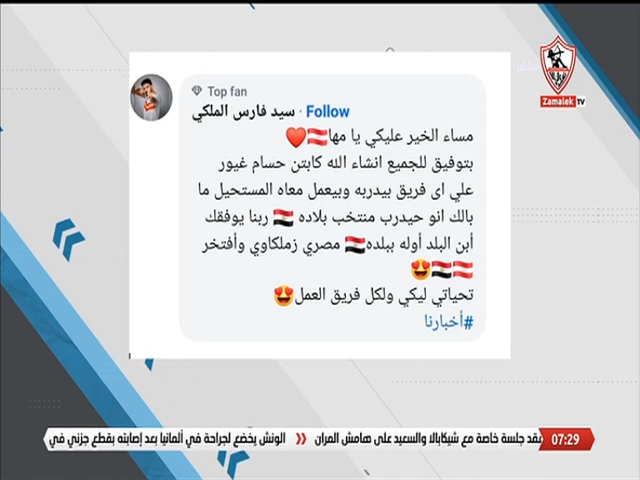 Top fan
سيد فارس الملكي · Follow
مساء الخير عليكي يا مها
بتوفيق للجميع انشاء الله كابتن حسام غيور
علي اى فريق بيدربه وبيعمل معاه المستحيل ما
بالك انو حيدرب منتخب بلاده ربنا يوفقك
أبن البلد أوله ببلده مصري زملكاوي وأفتخر
تحياتي ليكي ولكل فريق العمل
#أخبارنا
Zamalek TV
07:29
عقد جلسة خاصة مع شيكابالا والسعيد على هامش المران
الونش يخضع لجراحة في ألمانيا بعد إصابته بقطع جزئي في